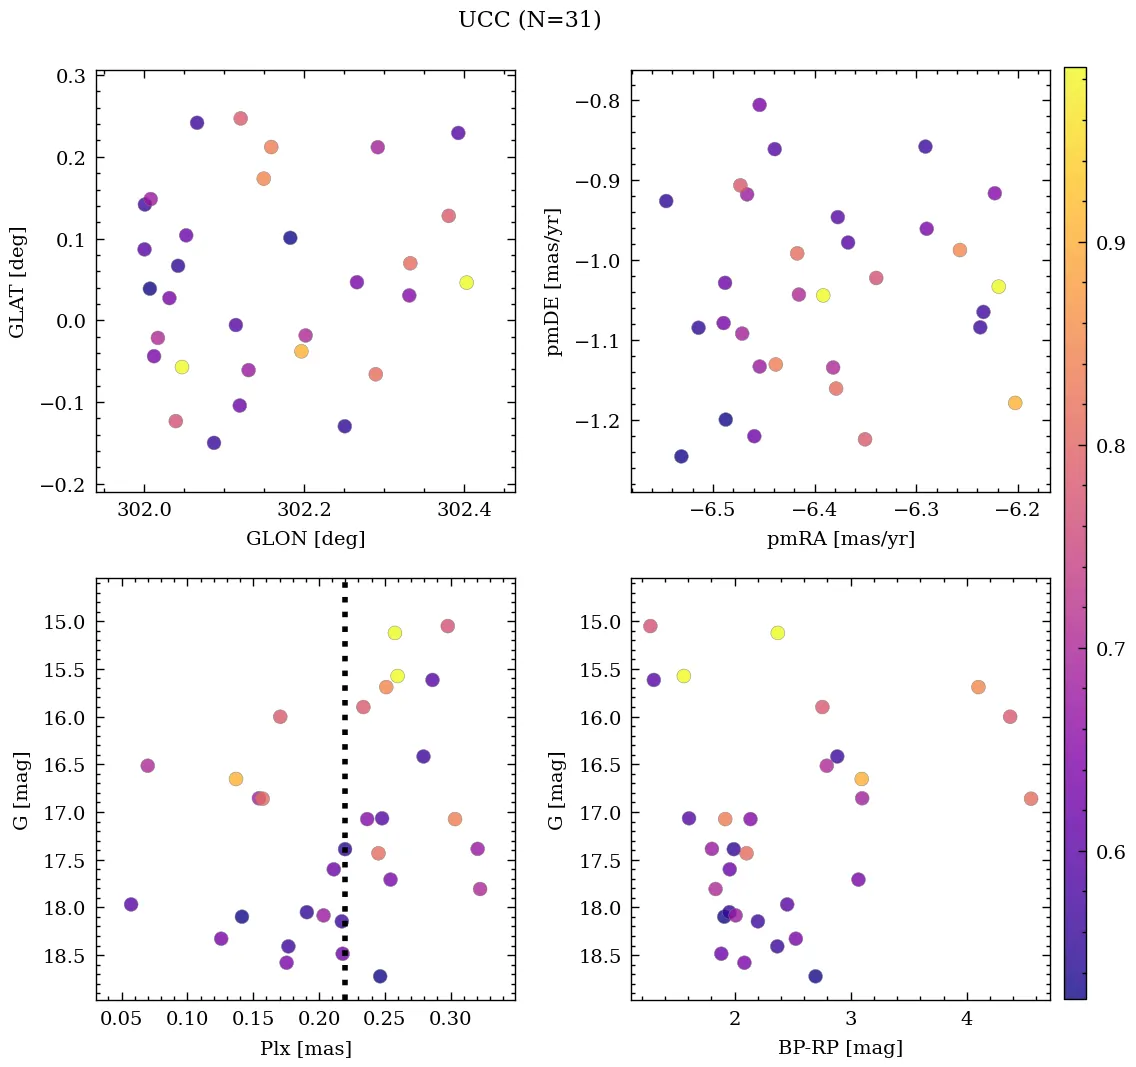 UCC (N=31)
0.3
0.2
0.1
0.0
−0.1
−0.2
GLAT [deg]
302.0 302.2 302.4
GLON [deg]
−0.8
−0.9
−1.0
−1.1
−1.2
pmDE [mas/yr]
−6.5 −6.4 −6.3 −6.2
pmRA [mas/yr]
0.9
0.8
0.7
0.6
15.0
15.5
16.0
16.5
17.0
17.5
18.0
18.5
G [mag]
0.05 0.10 0.15 0.20 0.25 0.30
Plx [mas]
15.0
15.5
16.0
16.5
17.0
17.5
18.0
18.5
G [mag]
2 3 4
BP-RP [mag]